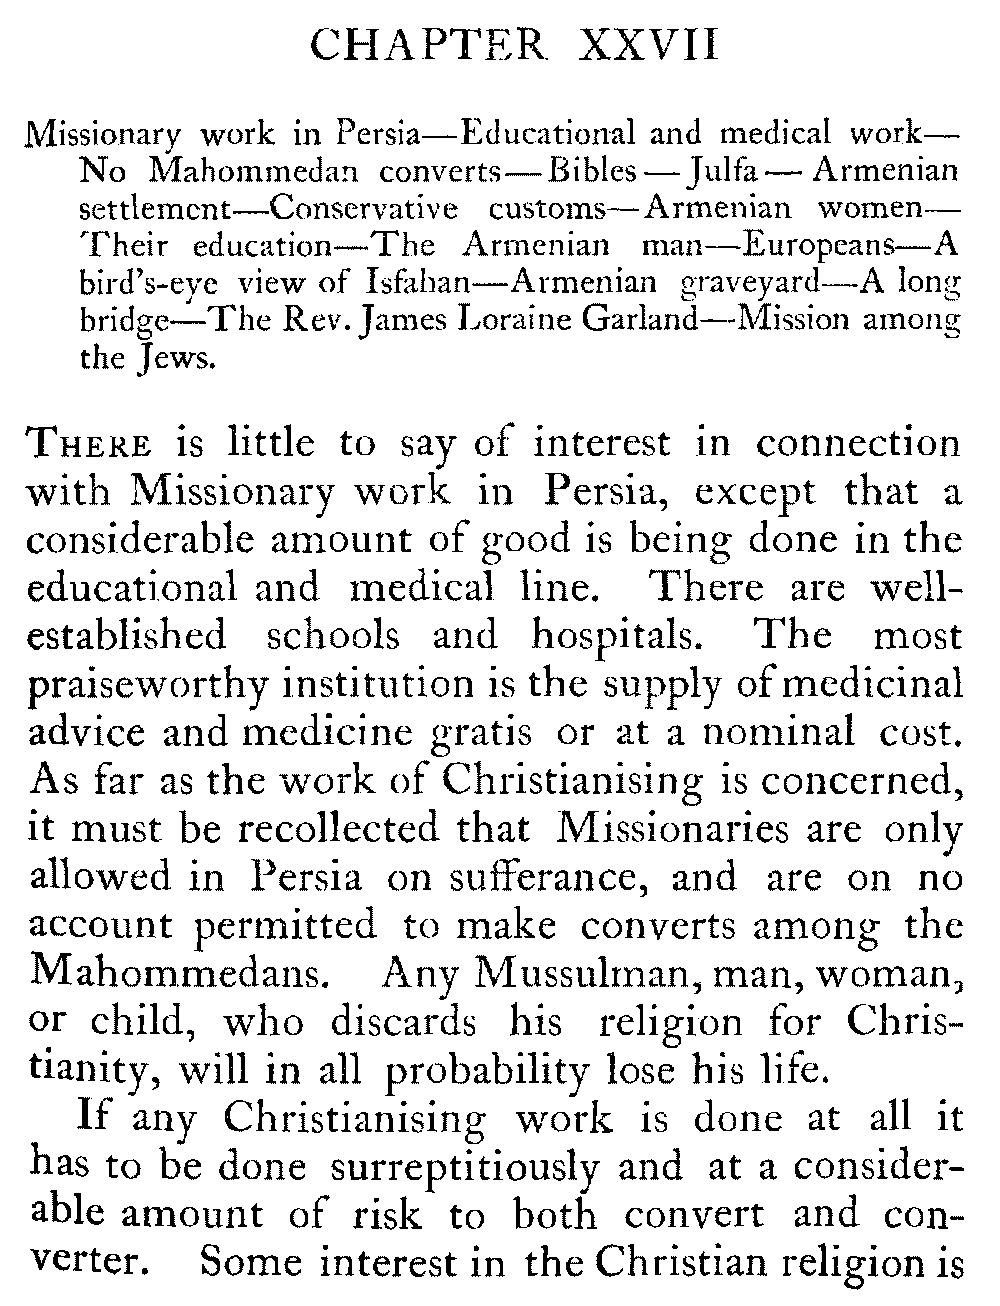 CHAPTER XXVII
Missionary work in Persia—Educational and medical work—
No Mahommedan converts—Bibles—Julfa—Armenian
settlement—Conservative customs—Armenian women—
Their education—The Armenian man—Europeans—A
bird's-eye view of Isfahan—Armenian graveyard—A long
bridge—The Rev. James Loraine Garland—Mission among
the Jews.
THERE is little to say of interest in connection
with Missionary work in Persia, except that a
considerable amount of good is being done in the
educational and medical line. There are well-
established schools and hospitals. The most
praiseworthy institution is the supply of medicinal
advice and medicine gratis or at a nominal cost.
As far as the work of Christianising is concerned,
it must be recollected that Missionaries are only
allowed in Persia on sufferance, and are on no
account permitted to make converts among the
Mahommedans. Any Mussulman, man, woman,
or child, who discards his religion for Chris-
tianity, will in all probability lose his life.
If any Christianising work is done at all it
has to be done surreptitiously and at a consider-
able amount of risk to both convert and con-
verter. Some interest in the Christian religion is